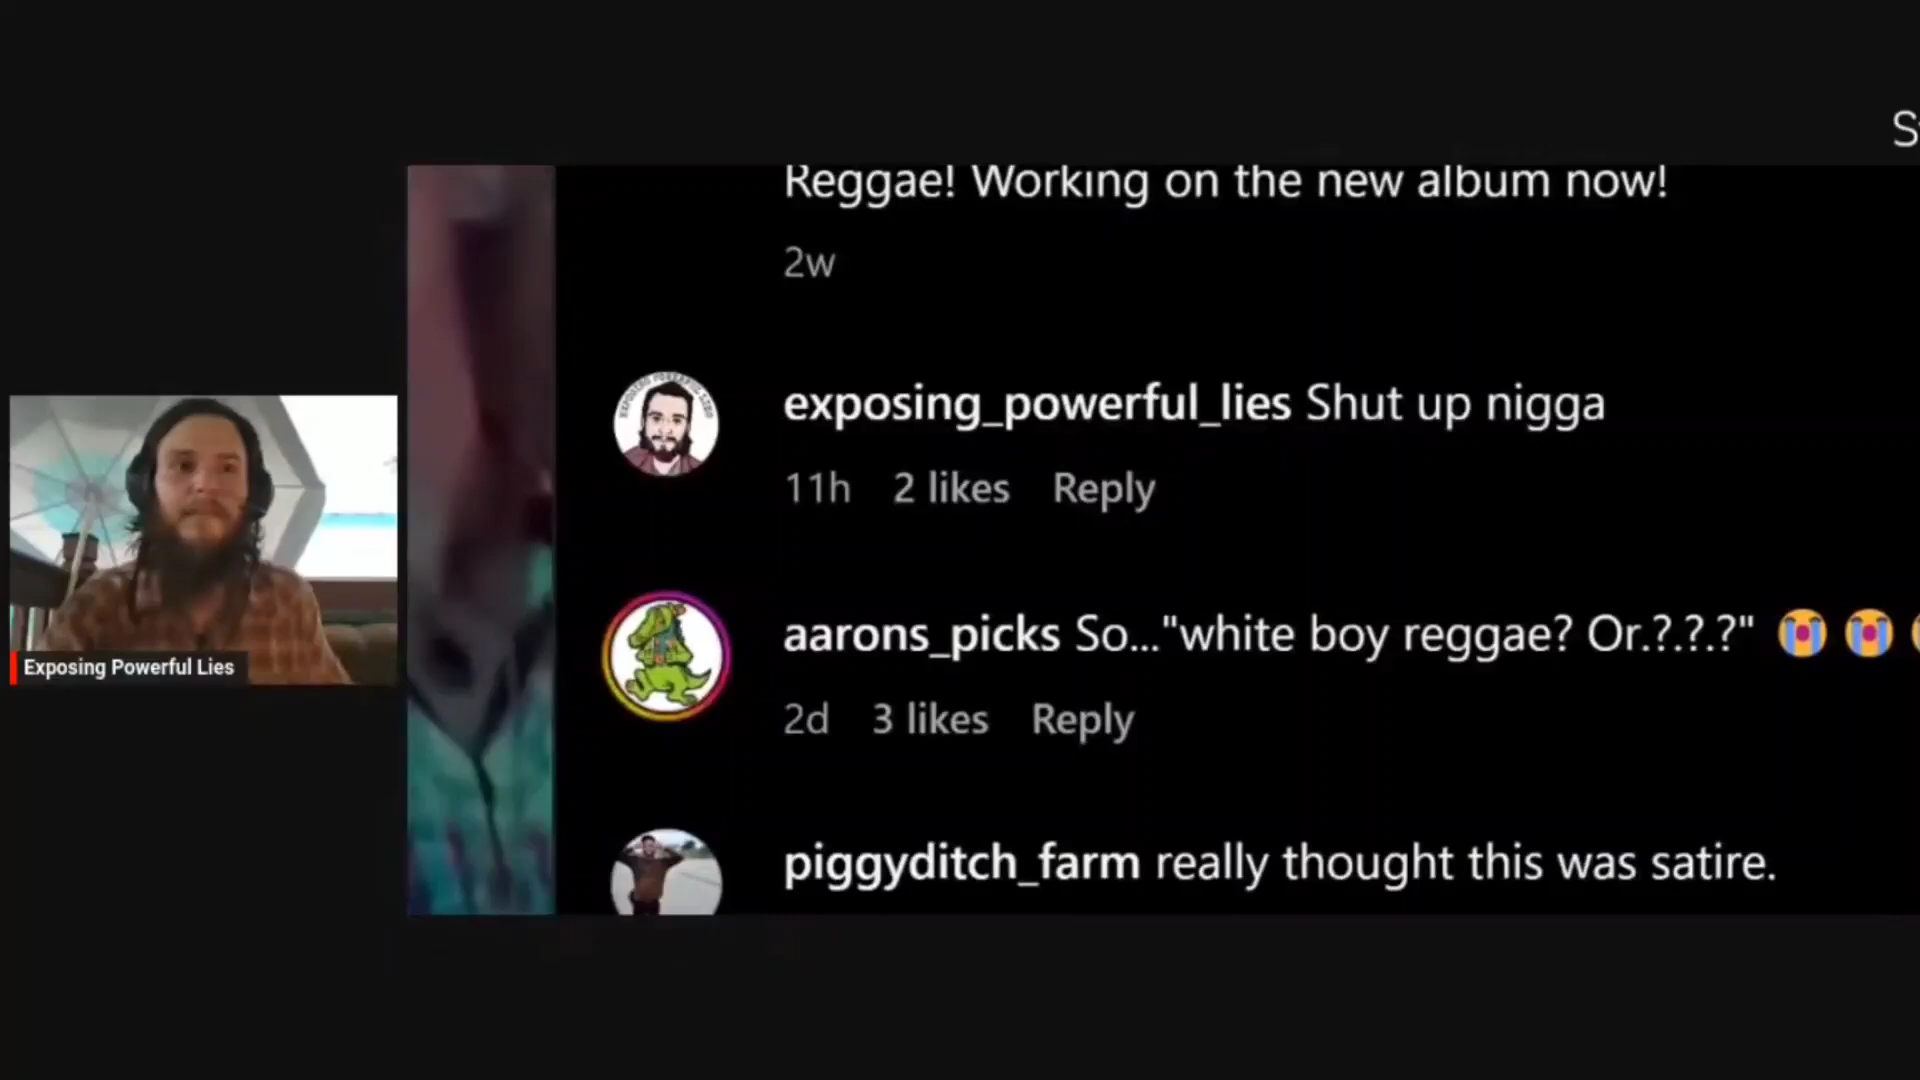 Reggae! Working on the new album now!
2w
exposing_powerful_lies Shut up nigga
11h 2 likes Reply
aarons_picks So..."white boy reggae? Or.?.?.?" 😭😭
2d 3 likes Reply
Exposing Powerful Lies
piggyditch_farm really thought this was satire.